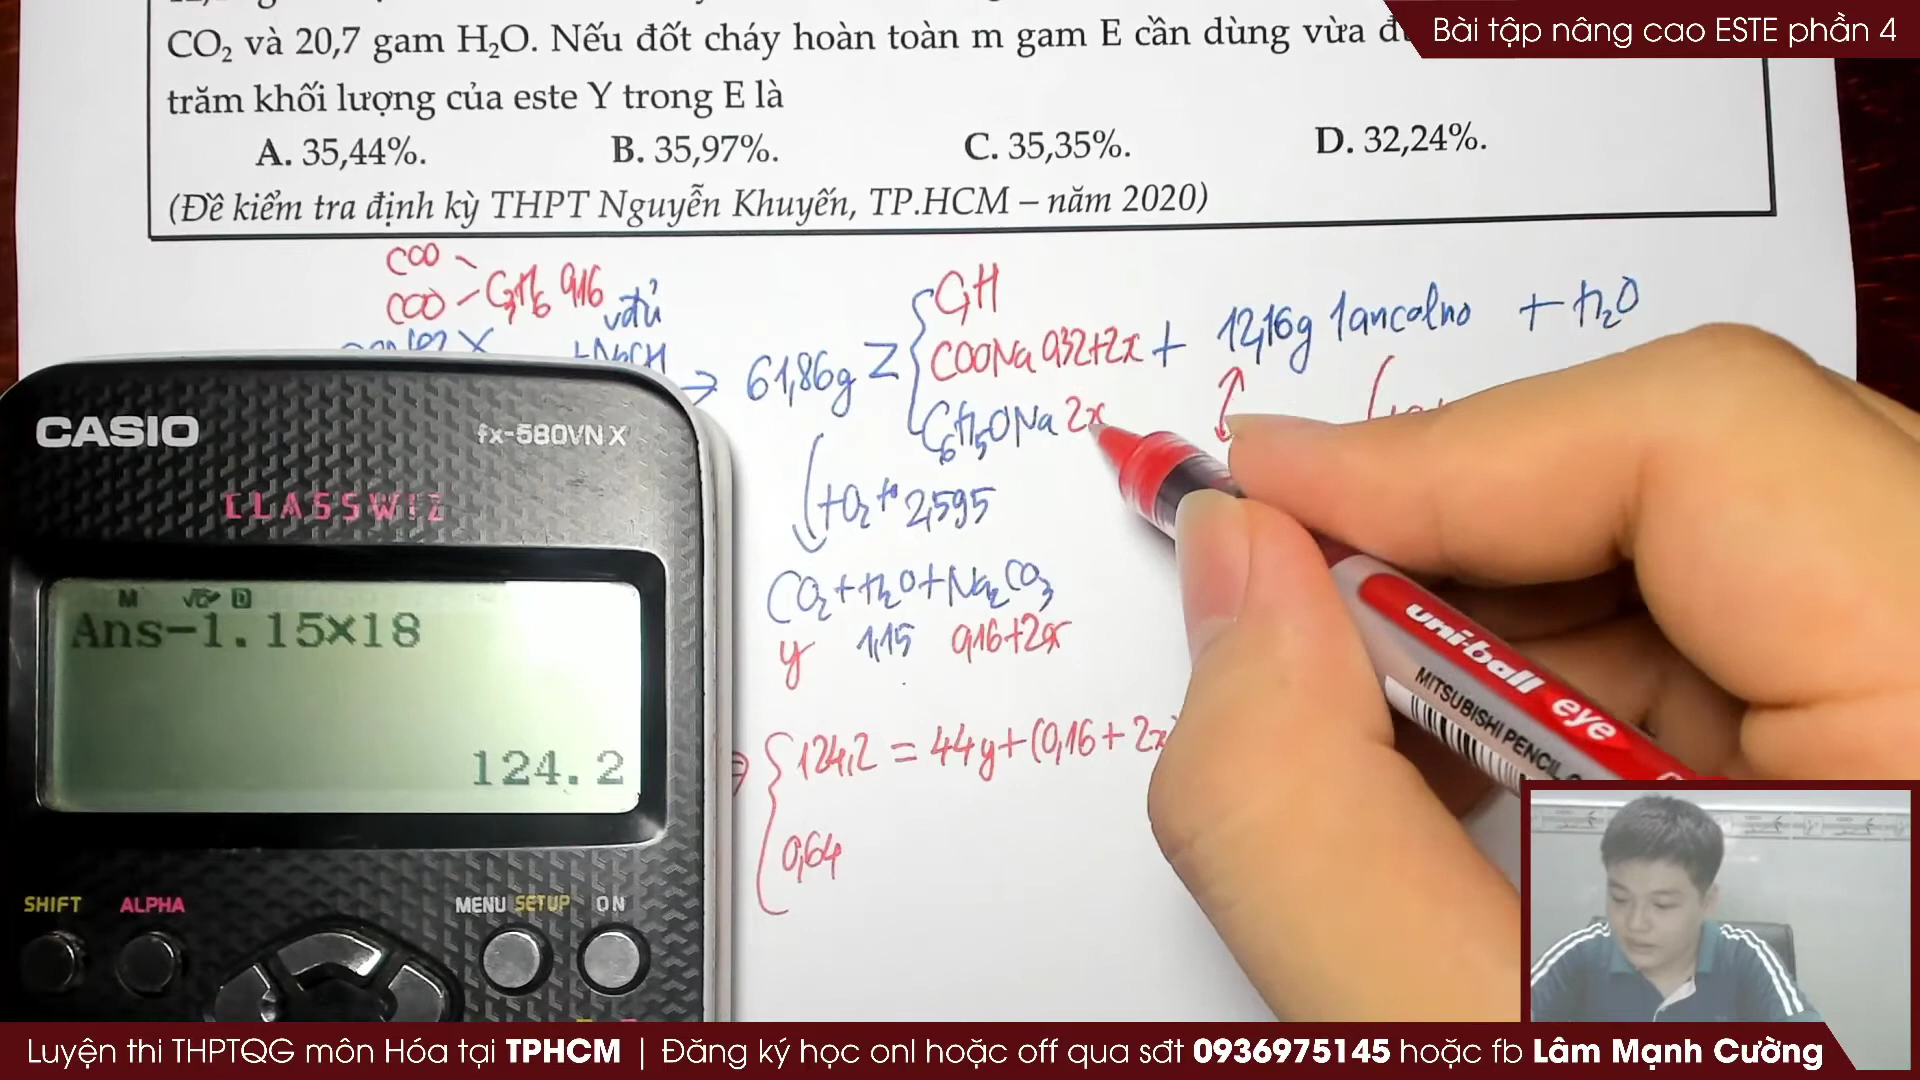 Bài tập nâng cao ESTE phần 4
CO₂ và 20,7 gam H₂O. Nếu đốt cháy hoàn toàn m gam E cần dùng vừa
trăm khối lượng của este Y trong E là
A. 35,44%. B. 35,97%. C. 35,35%. D. 32,24%.
(Đề kiểm tra định kỳ THPT Nguyễn Khuyến, TP.HCM – năm 2020)
COO
COO C₃H₆ 0,16
vđủ
C, H
61,86g Z COONa 0,32+2x + 12,16g 1 ancol no + H₂O
C₆H₅ONa 2x
+O₂ 2,595
CO₂ + H₂O + Na₂CO₃
y 1,15 0,16+2x
124,2 = 44y + (0,16 + 2x
0,64
CASIO
fx-580VN X
CLASSWIZ
M √ D
Ans-1.15×18
124.2
SHIFT ALPHA MENU SETUP ON
uni-ball eye
MITSUBISHI PENCIL
Luyện thi THPTQG môn Hóa tại TPHCM | Đăng ký học onl hoặc off qua sđt 0936975145 hoặc fb Lâm Mạnh Cường